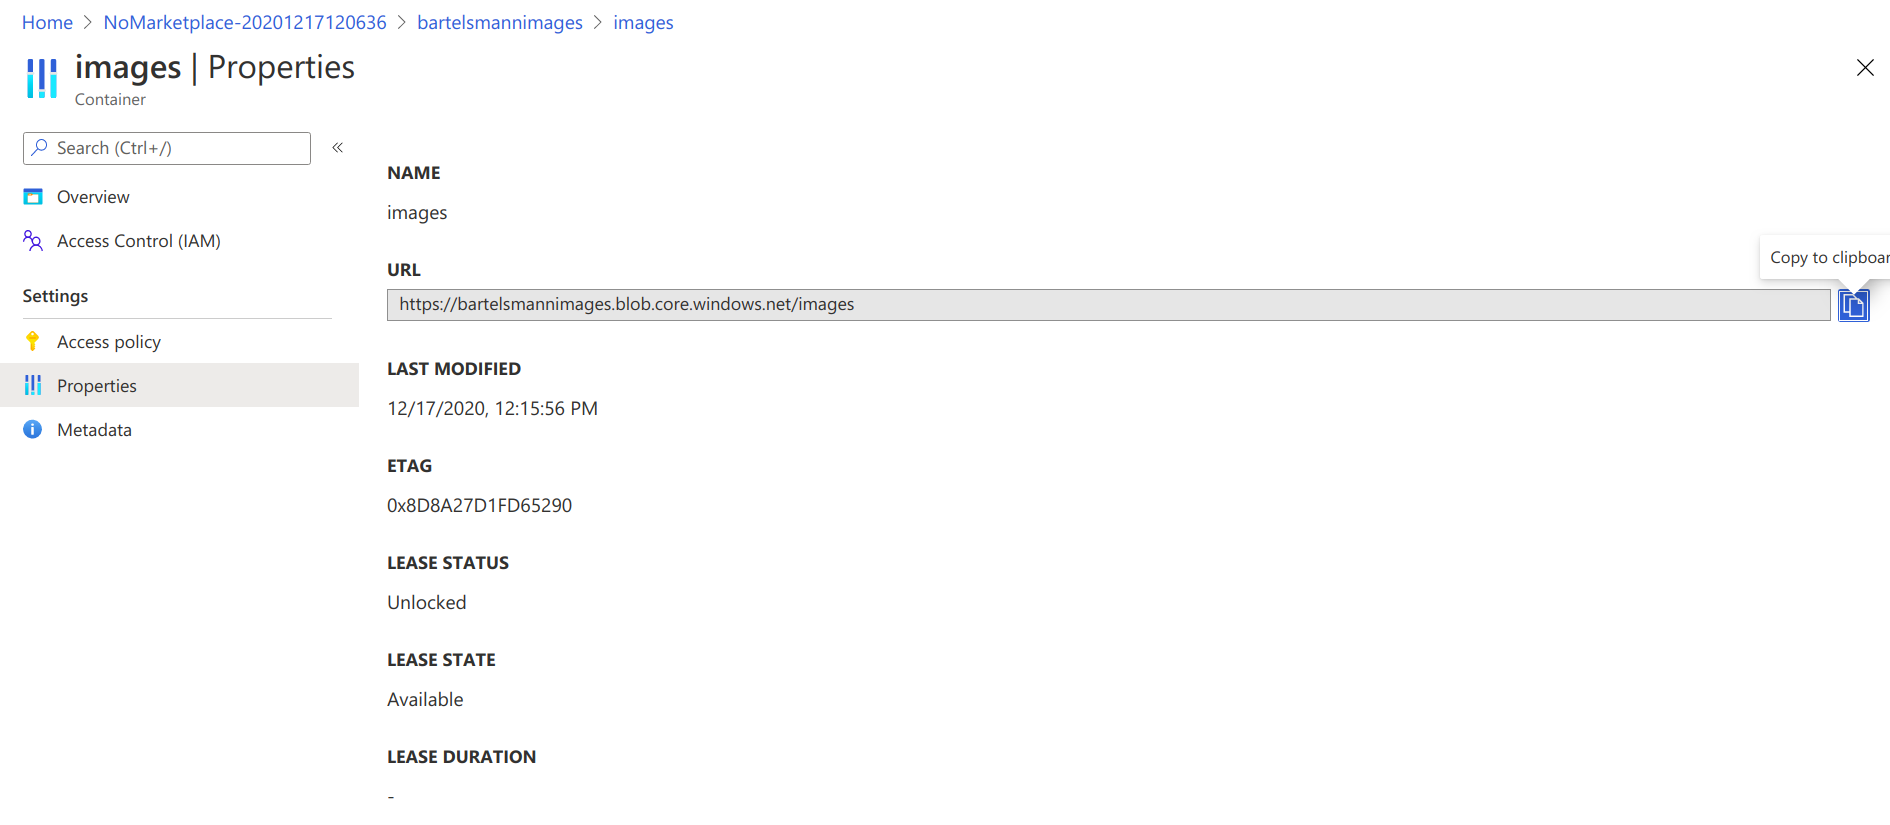 Home > NoMarketplace-20201217120636 > bartelsmannimages > images
images | Properties
Container
Search (Ctrl+/)
«
Overview
Access Control (IAM)
Settings
Access policy
Properties
Metadata
NAME
images
URL
Copy to clipboar
https://bartelsmannimages.blob.core.windows.net/images
LAST MODIFIED
12/17/2020, 12:15:56 PM
ETAG
0x8D8A27D1FD65290
LEASE STATUS
Unlocked
LEASE STATE
Available
LEASE DURATION
-